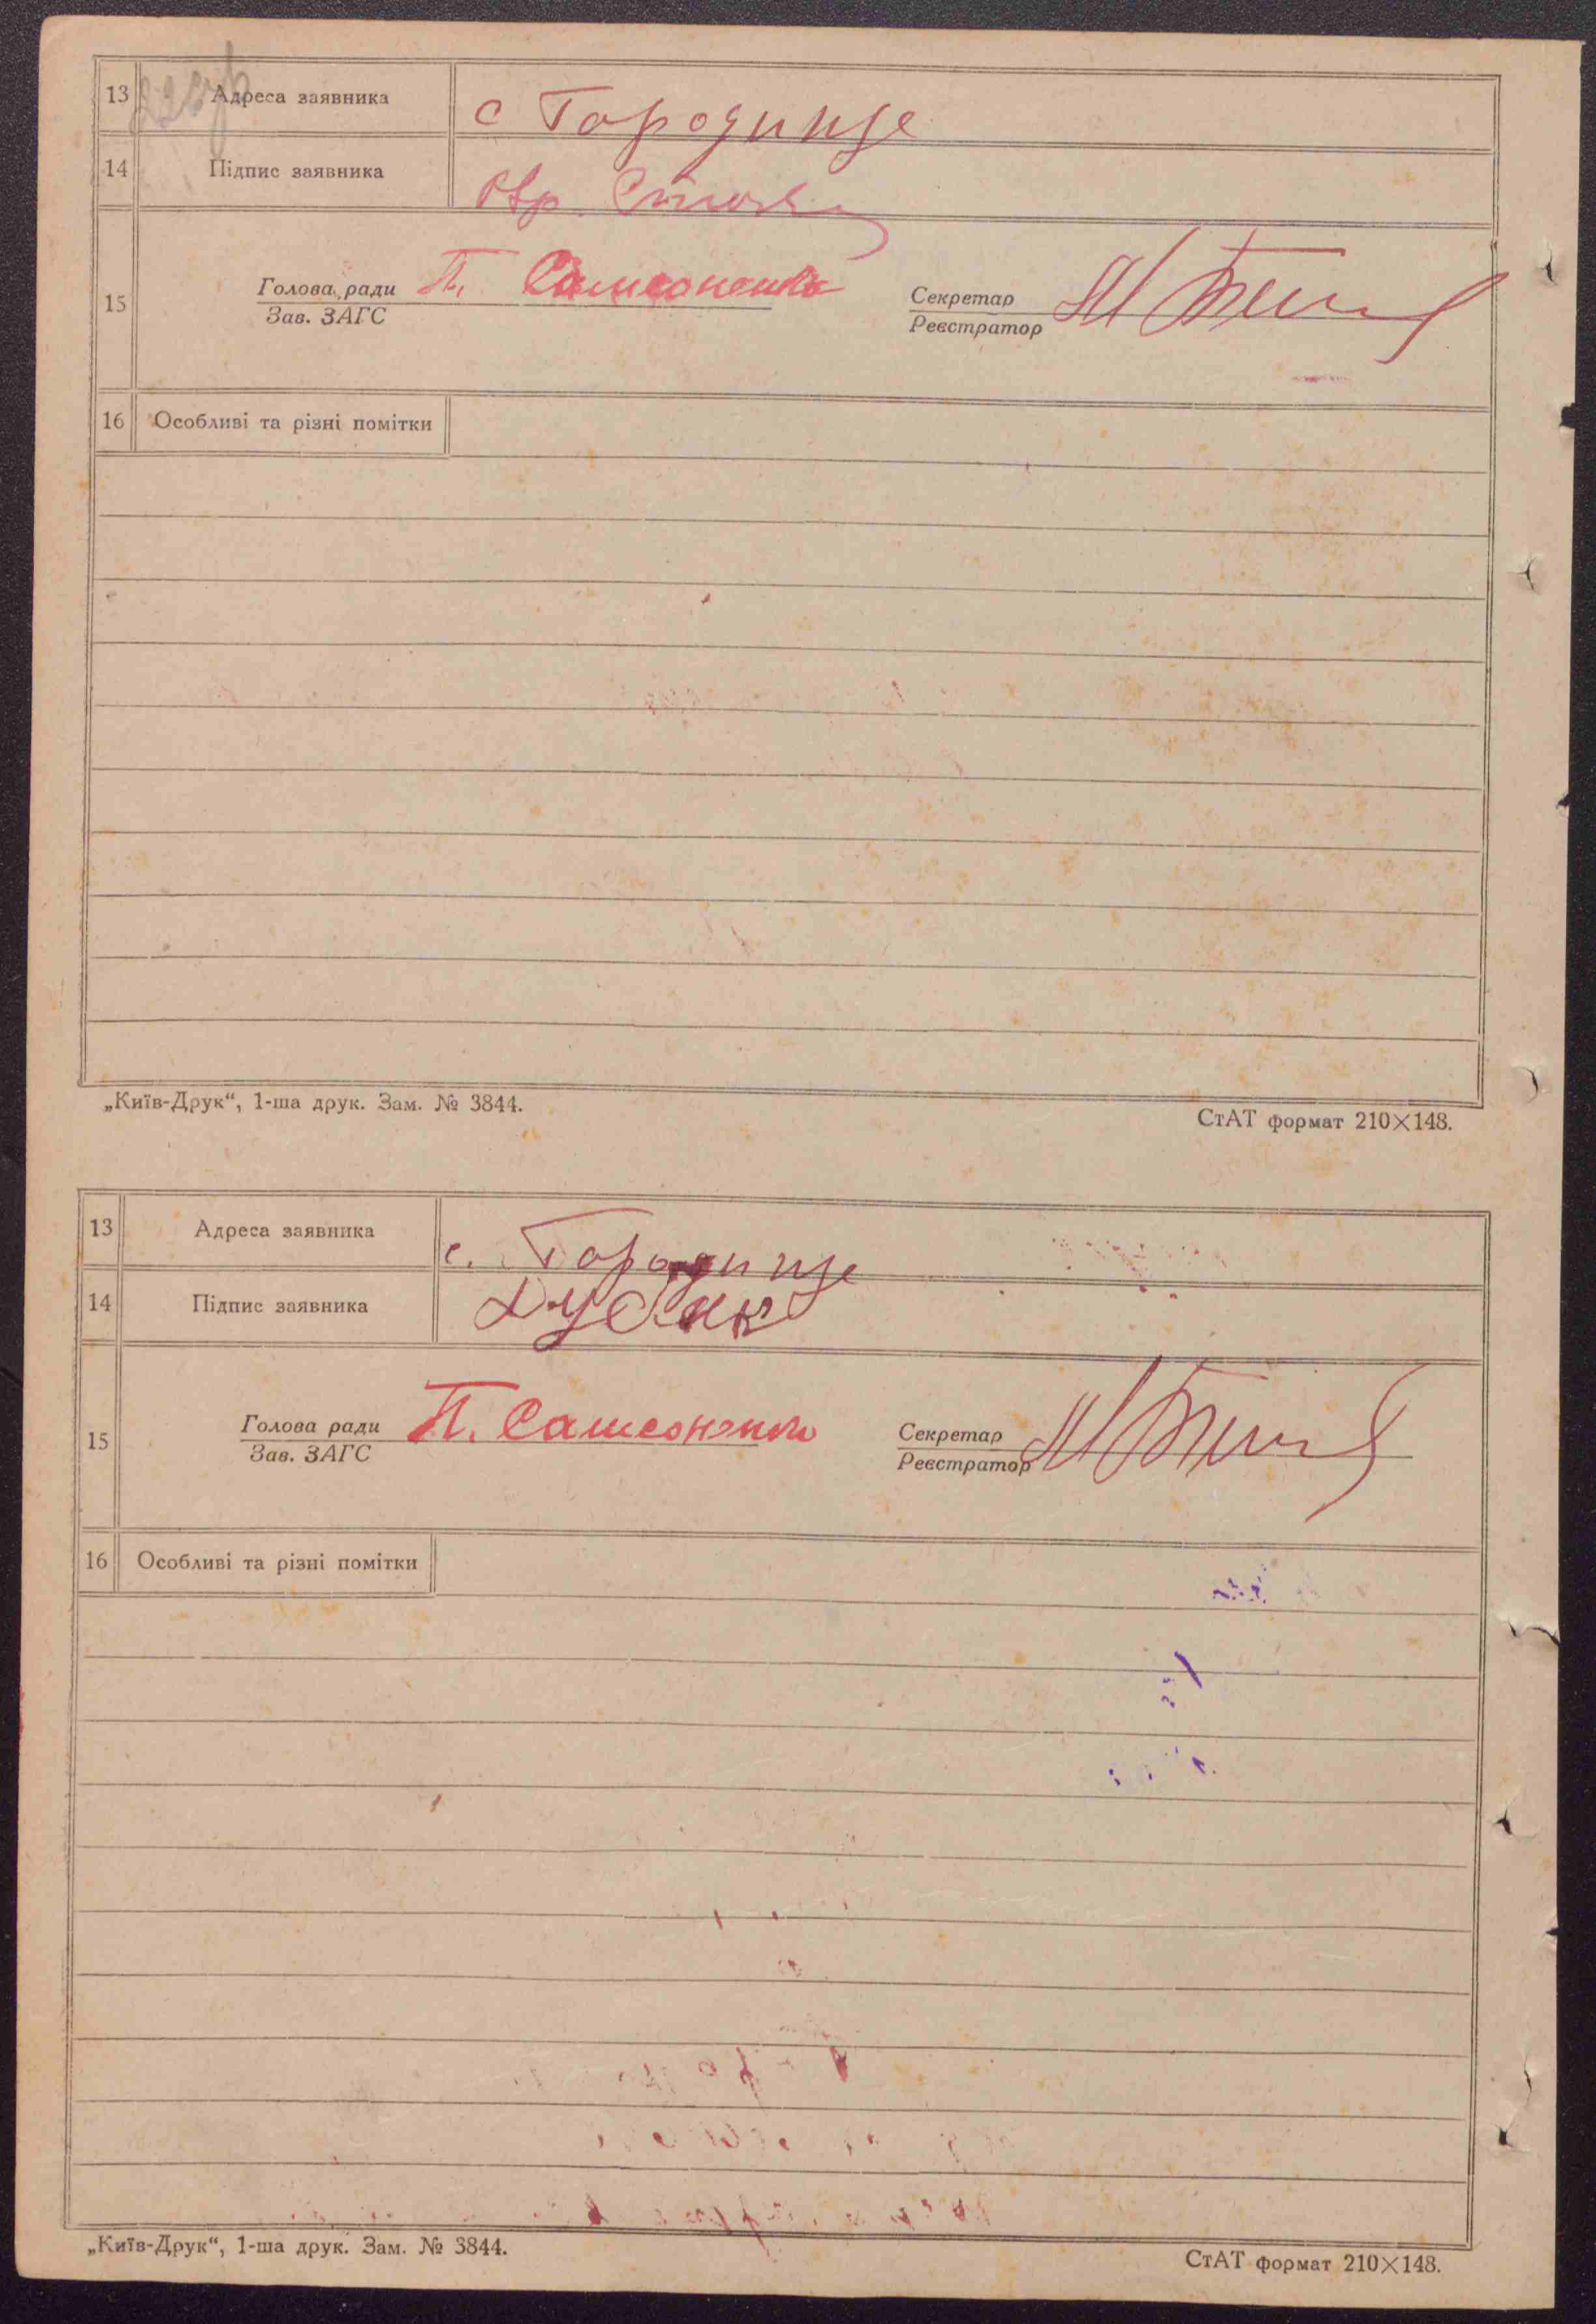 13 Адреса заявника с Городище
14 Підпис заявника
15 Голова ради П. Самсоненко Секретар
Зав. ЗАГС Реєстратор
16 Особливі та різні помітки
„Київ-Друк“, 1-ша друк. Зам. № 3844.
СтАТ формат 210×148.
13 Адреса заявника с. Городище
14 Підпис заявника
15 Голова ради П. Самсоненко Секретар
Зав. ЗАГС Реєстратор
16 Особливі та різні помітки
„Київ-Друк“, 1-ша друк. Зам. № 3844.
СтАТ формат 210×148.